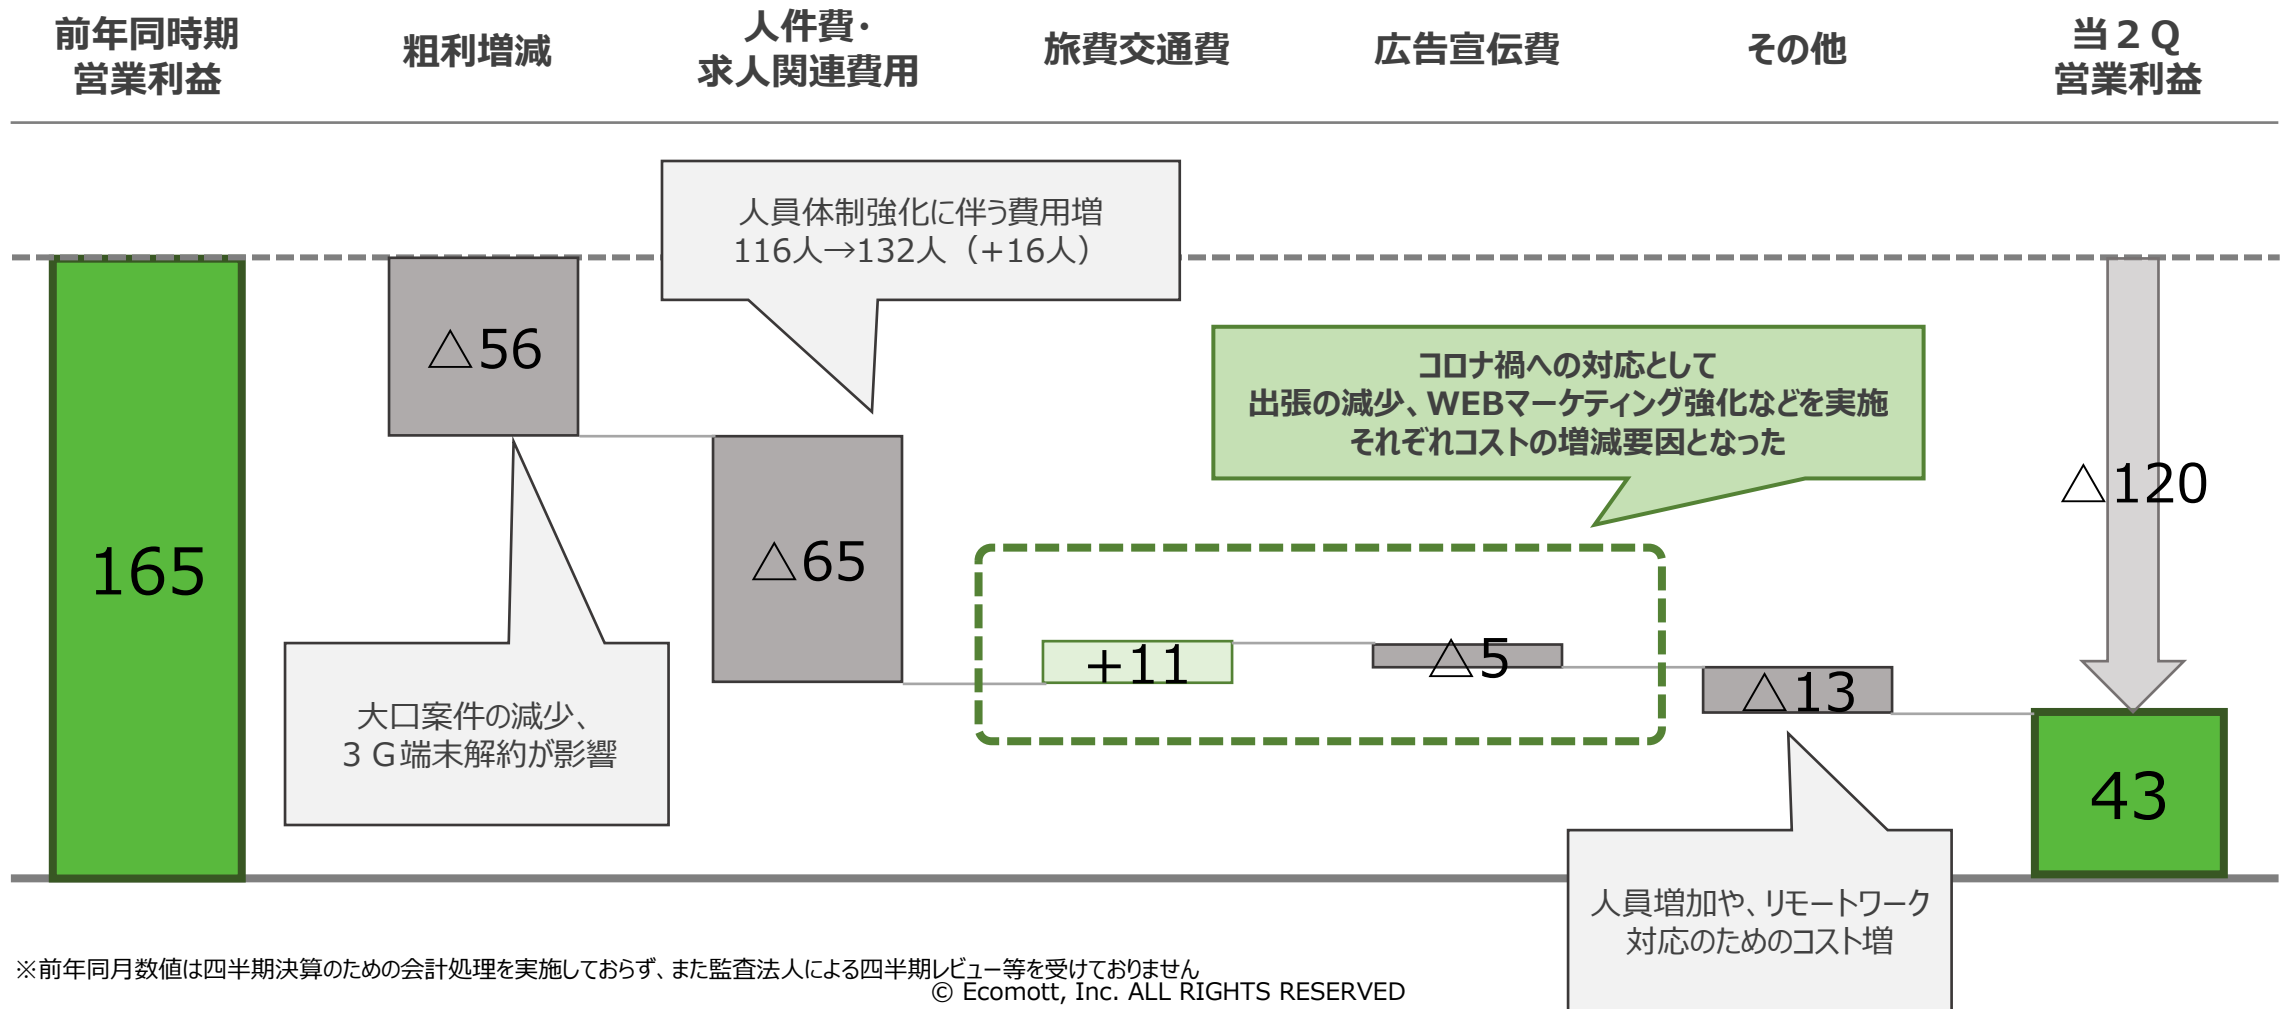 前年同時期
営業利益
粗利増減
人件費・
求人関連費用
旅費交通費
広告宣伝費
その他
当２Ｑ
営業利益
人員体制強化に伴う費用増
116人→132人（+16人）
コロナ禍への対応として
出張の減少、WEBマーケティング強化などを実施
それぞれコストの増減要因となった
165
△56
△65
+11
△5
△13
△120
43
大口案件の減少、
３Ｇ端末解約が影響
人員増加や、リモートワーク
対応のためのコスト増
※前年同月数値は四半期決算のための会計処理を実施しておらず、また監査法人による四半期レビュー等を受けておりません
© Ecomott, Inc. ALL RIGHTS RESERVED